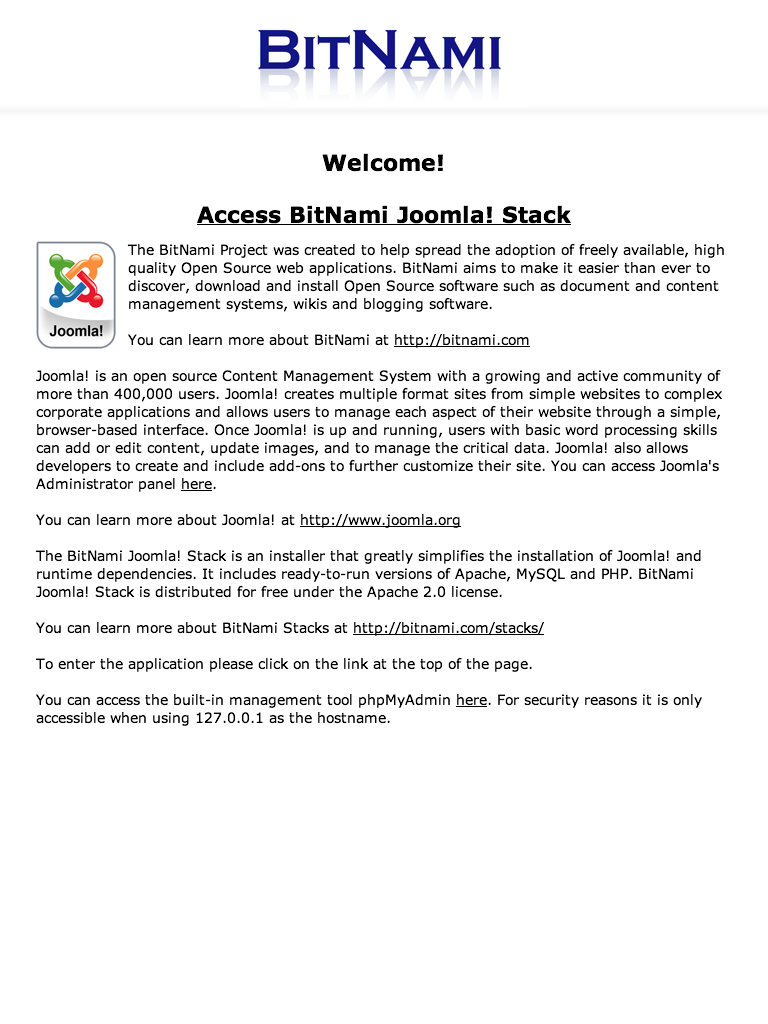 BITNAMI
Welcome!
Access BitNami Joomla! Stack
Joomla!
The BitNami Project was created to help spread the adoption of freely available, high
quality Open Source web applications. BitNami aims to make it easier than ever to
discover, download and install Open Source software such as document and content
management systems, wikis and blogging software.
You can learn more about BitNami at http://bitnami.com
Joomla! is an open source Content Management System with a growing and active community of
more than 400,000 users. Joomla! creates multiple format sites from simple websites to complex
corporate applications and allows users to manage each aspect of their website through a simple,
browser-based interface. Once Joomla! is up and running, users with basic word processing skills
can add or edit content, update images, and to manage the critical data. Joomla! also allows
developers to create and include add-ons to further customize their site. You can access Joomla's
Administrator panel here.
You can learn more about Joomla! at http://www.joomla.org
The BitNami Joomla! Stack is an installer that greatly simplifies the installation of Joomla! and
runtime dependencies. It includes ready-to-run versions of Apache, MySQL and PHP. BitNami
Joomla! Stack is distributed for free under the Apache 2.0 license.
You can learn more about BitNami Stacks at http://bitnami.com/stacks/
To enter the application please click on the link at the top of the page.
You can access the built-in management tool phpMyAdmin here. For security reasons it is only
accessible when using 127.0.0.1 as the hostname.